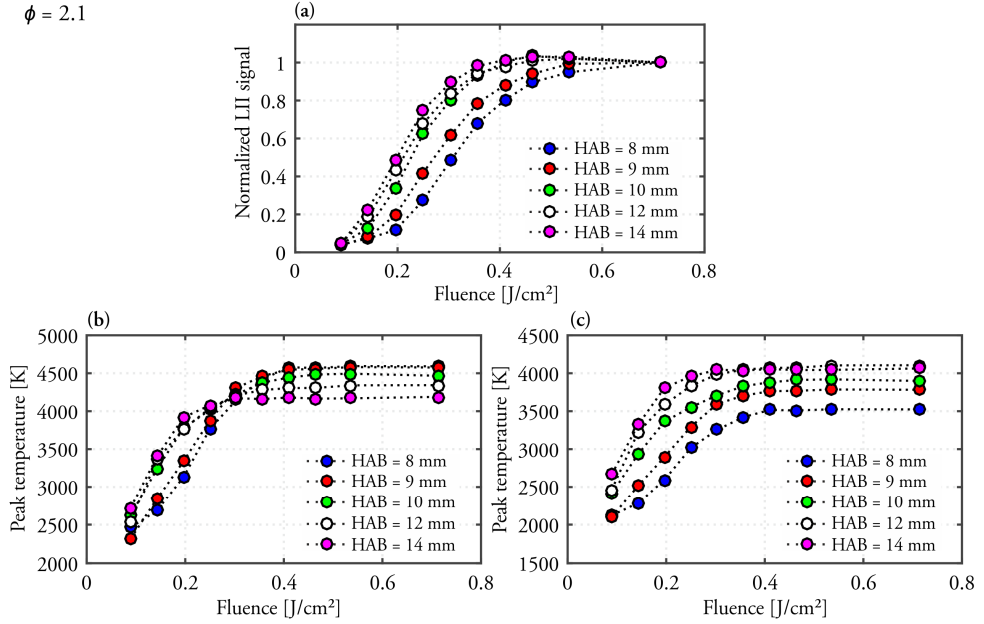 ϕ = 2.1
(a)
Normalized LII signal
1
0.8
0.6
0.4
0.2
0
HAB = 8 mm
HAB = 9 mm
HAB = 10 mm
HAB = 12 mm
HAB = 14 mm
0 0.2 0.4 0.6 0.8
Fluence [J/cm²]
(b)
Peak temperature [K]
5000
4500
4000
3500
3000
2500
2000
HAB = 8 mm
HAB = 9 mm
HAB = 10 mm
HAB = 12 mm
HAB = 14 mm
0 0.2 0.4 0.6 0.8
Fluence [J/cm²]
(c)
Peak temperature [K]
4500
4000
3500
3000
2500
2000
1500
HAB = 8 mm
HAB = 9 mm
HAB = 10 mm
HAB = 12 mm
HAB = 14 mm
0 0.2 0.4 0.6 0.8
Fluence [J/cm²]